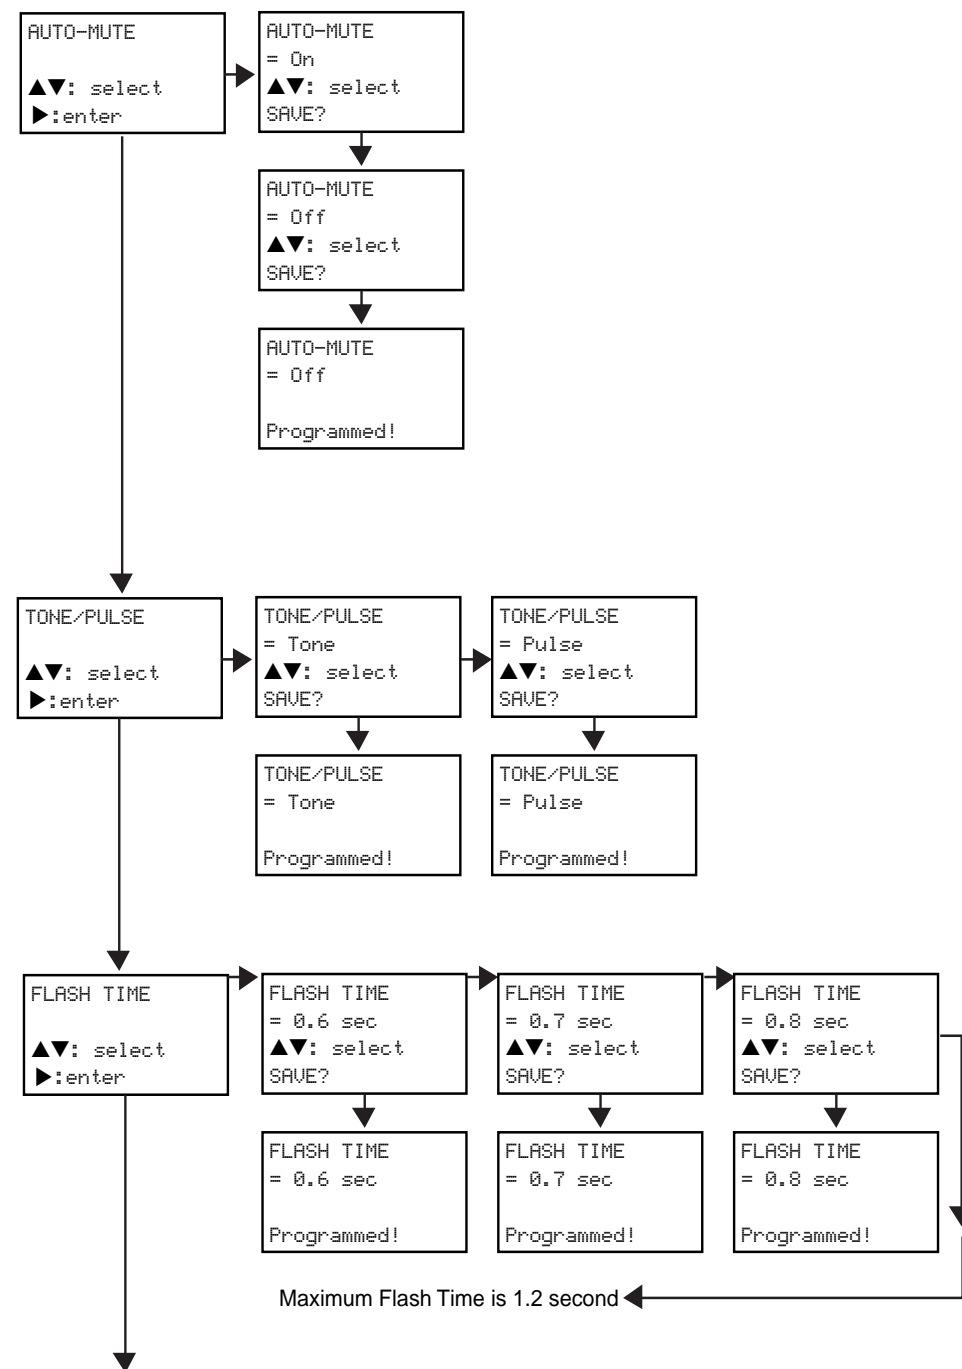 AUTO-MUTE
▲▼: select
▶:enter
AUTO-MUTE
= On
▲▼: select
SAVE?
AUTO-MUTE
= Off
▲▼: select
SAVE?
AUTO-MUTE
= Off
Programmed!
TONE/PULSE
▲▼: select
▶:enter
TONE/PULSE
= Tone
▲▼: select
SAVE?
TONE/PULSE
= Pulse
▲▼: select
SAVE?
TONE/PULSE
= Tone
Programmed!
TONE/PULSE
= Pulse
Programmed!
FLASH TIME
▲▼: select
▶:enter
FLASH TIME
= 0.6 sec
▲▼: select
SAVE?
FLASH TIME
= 0.7 sec
▲▼: select
SAVE?
FLASH TIME
= 0.8 sec
▲▼: select
SAVE?
FLASH TIME
= 0.6 sec
Programmed!
FLASH TIME
= 0.7 sec
Programmed!
FLASH TIME
= 0.8 sec
Programmed!
Maximum Flash Time is 1.2 second